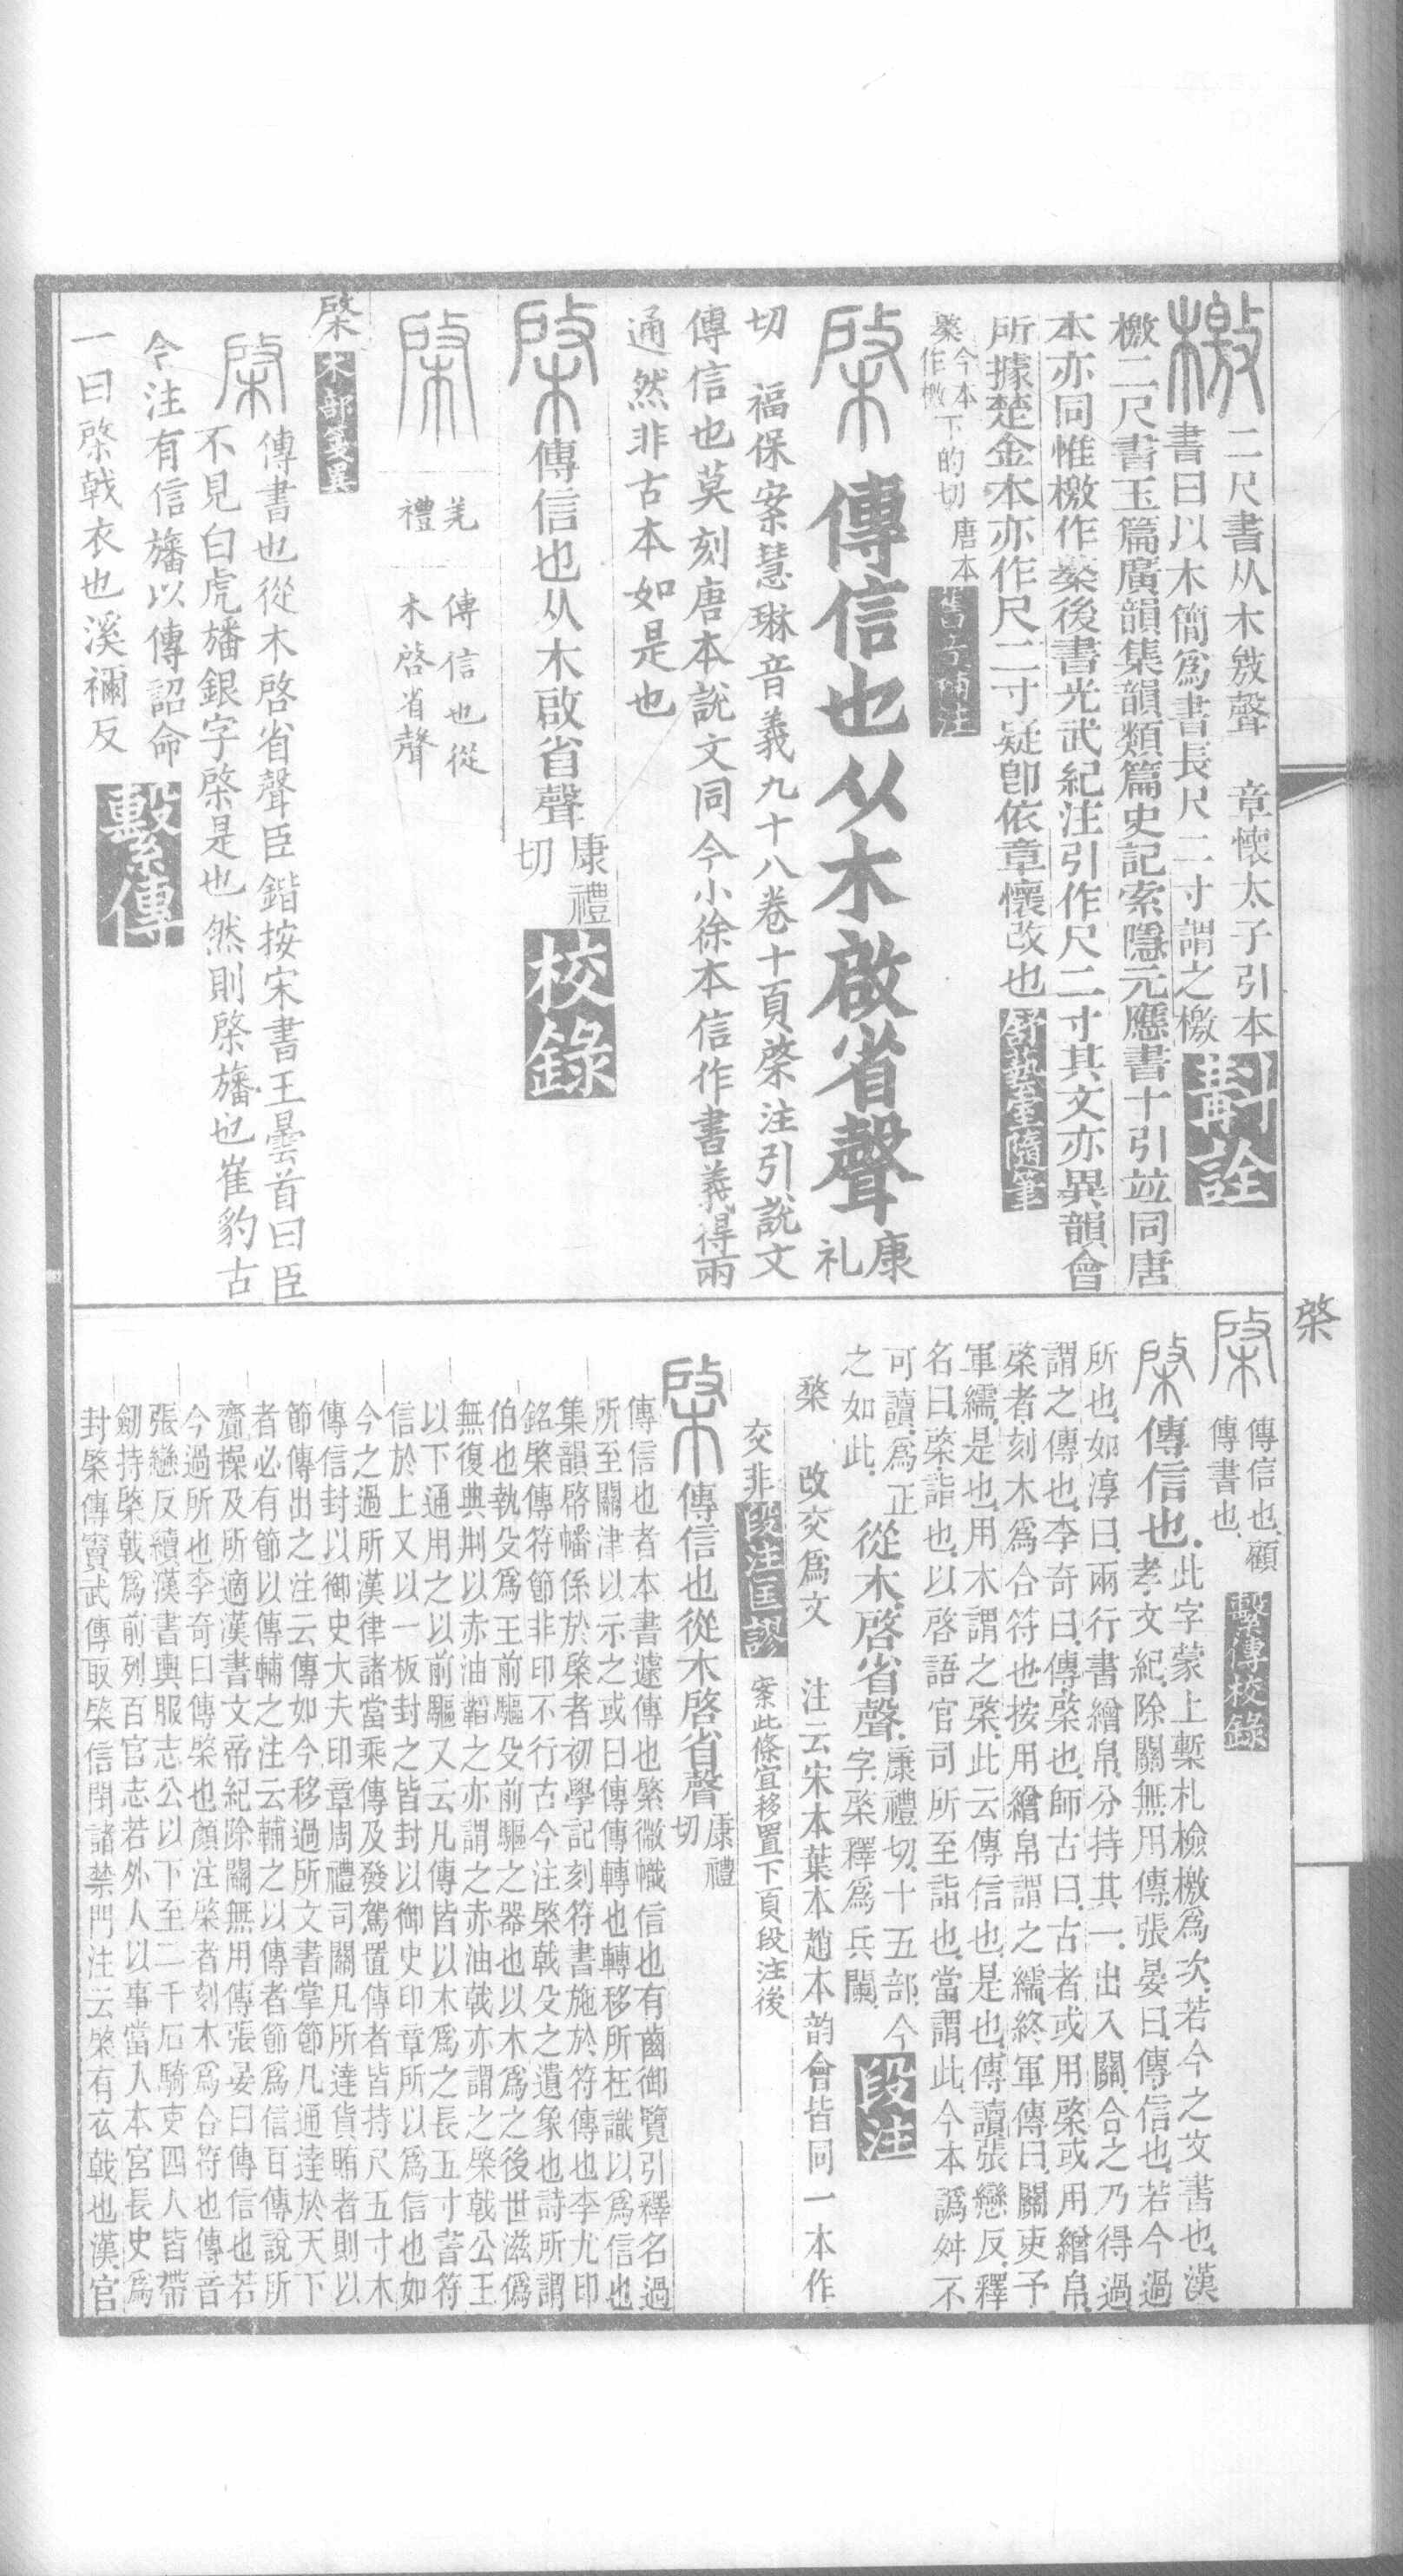 檄二尺書从木敫聲　章懷太子引本
書曰以木簡爲書長尺二寸謂之檄斠詮
檄二尺書玉篇廣韻集韻類篇史記索隱元應書十引竝同唐
本亦同惟檄作䅥後書光武紀注引作尺二寸其文亦異韻會
所據楚金本亦作尺二寸疑卽依章懷改也舒藝室隨筆
今本作檄下的切　唐本
棨傳信也从木啟省聲康礼
切　福保案慧琳音義九十八卷十頁棨注引說文
傳信也莫刻唐本說文同今小徐本信作書義得兩
通然非古本如是也
棨傳信也从木啟省聲康禮切校錄
棨
羌禮
傳信也從
木啓省聲
棨木部箋異
棨傳書也從木啓省聲臣鍇按宋書王曇首曰臣
不見白虎旛銀字棨是也然則棨旛也崔豹古
今注有信旛以傳詔命
一曰棨戟衣也溪禰反繫傳
棨
棨傳信也顧
傳書也繫傳校錄
棨傳信也此字蒙上槧札檢檄爲次若今之文書也漢
孝文紀除關無用傳張晏曰傳信也若今過
所也如淳曰兩行書繒帛分持其一出入關合之乃得過
謂之傳也李奇曰傳棨也師古曰古者或用棨或用繒帛
棨者刻木爲合符也按用繒帛謂之繻終軍傳曰關吏予
軍繻是也用木謂之棨此云傳信也是也傳讀張戀反釋
名曰棨詣也以啓語官司所至詣也當謂此今本譌舛不
可讀爲正
之如此從木啓省聲康禮切十五部今
字棨釋爲兵闌段注
棨　改交爲文　注云宋本葉本趙本韵會皆同一本作
交非段注匡謬　案此條宜移置下頁段注後
棨傳信也從木啓省聲康禮切
傳信也者本書遽傳也綮微幟信也有齒御覽引釋名過
所至關津以示之或曰傳傳轉也轉移所在識以爲信也
集韻棨幡係於棨者初學記刻符書施於符傳也李尤印
銘棨傳符節非印不行古今注棨戟殳之遺象也詩所謂
伯也執殳爲王前驅殳前驅之器也以木爲之後世滋僞
無復典刑以赤油韜之亦謂之赤油戟亦謂之棨戟公王
以下通用之以前驅又云凡傳皆以木爲之長五寸書符
信於上又以一板封之皆封以御史印章所以爲信也如
今之過所漢律諸當乘傳及發駕置傳者皆持尺五寸木
傳信封以御史大夫印章周禮司關凡所達貨賄者則以
節傳出之注云傳如今移過所文書掌節凡通達於天下
者必有節以傳輔之注云輔之以傳者節爲信耳傳說所
齎操及所適漢書文帝紀除關無用傳張晏曰傳信也若
今過所也李奇曰傳棨也顏注棨者刻木爲合符也傳音
張戀反續漢書輿服志公以下至二千石騎吏四人皆帶
劒持棨戟爲前列百官志若外人以事當入本宮長史爲
封棨傳竇武傳取棨信閉諸禁門注云棨有衣戟也漢官